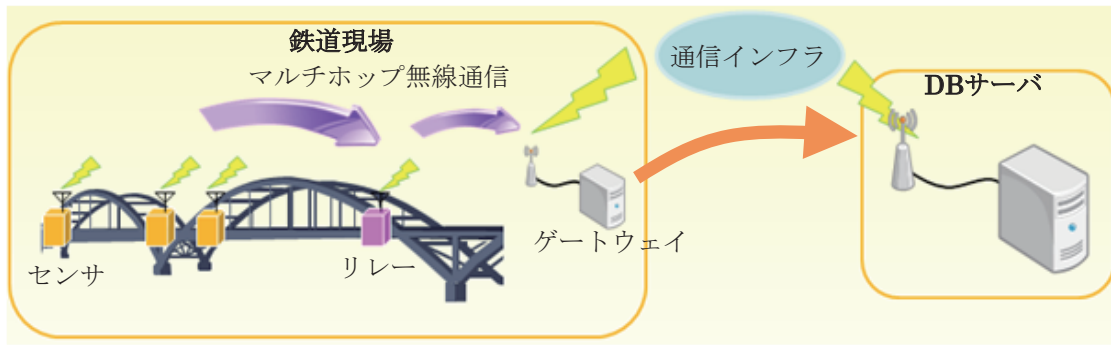 鉄道現場
マルチホップ無線通信
通信インフラ
DBサーバ
センサ
リレー
ゲートウェイ